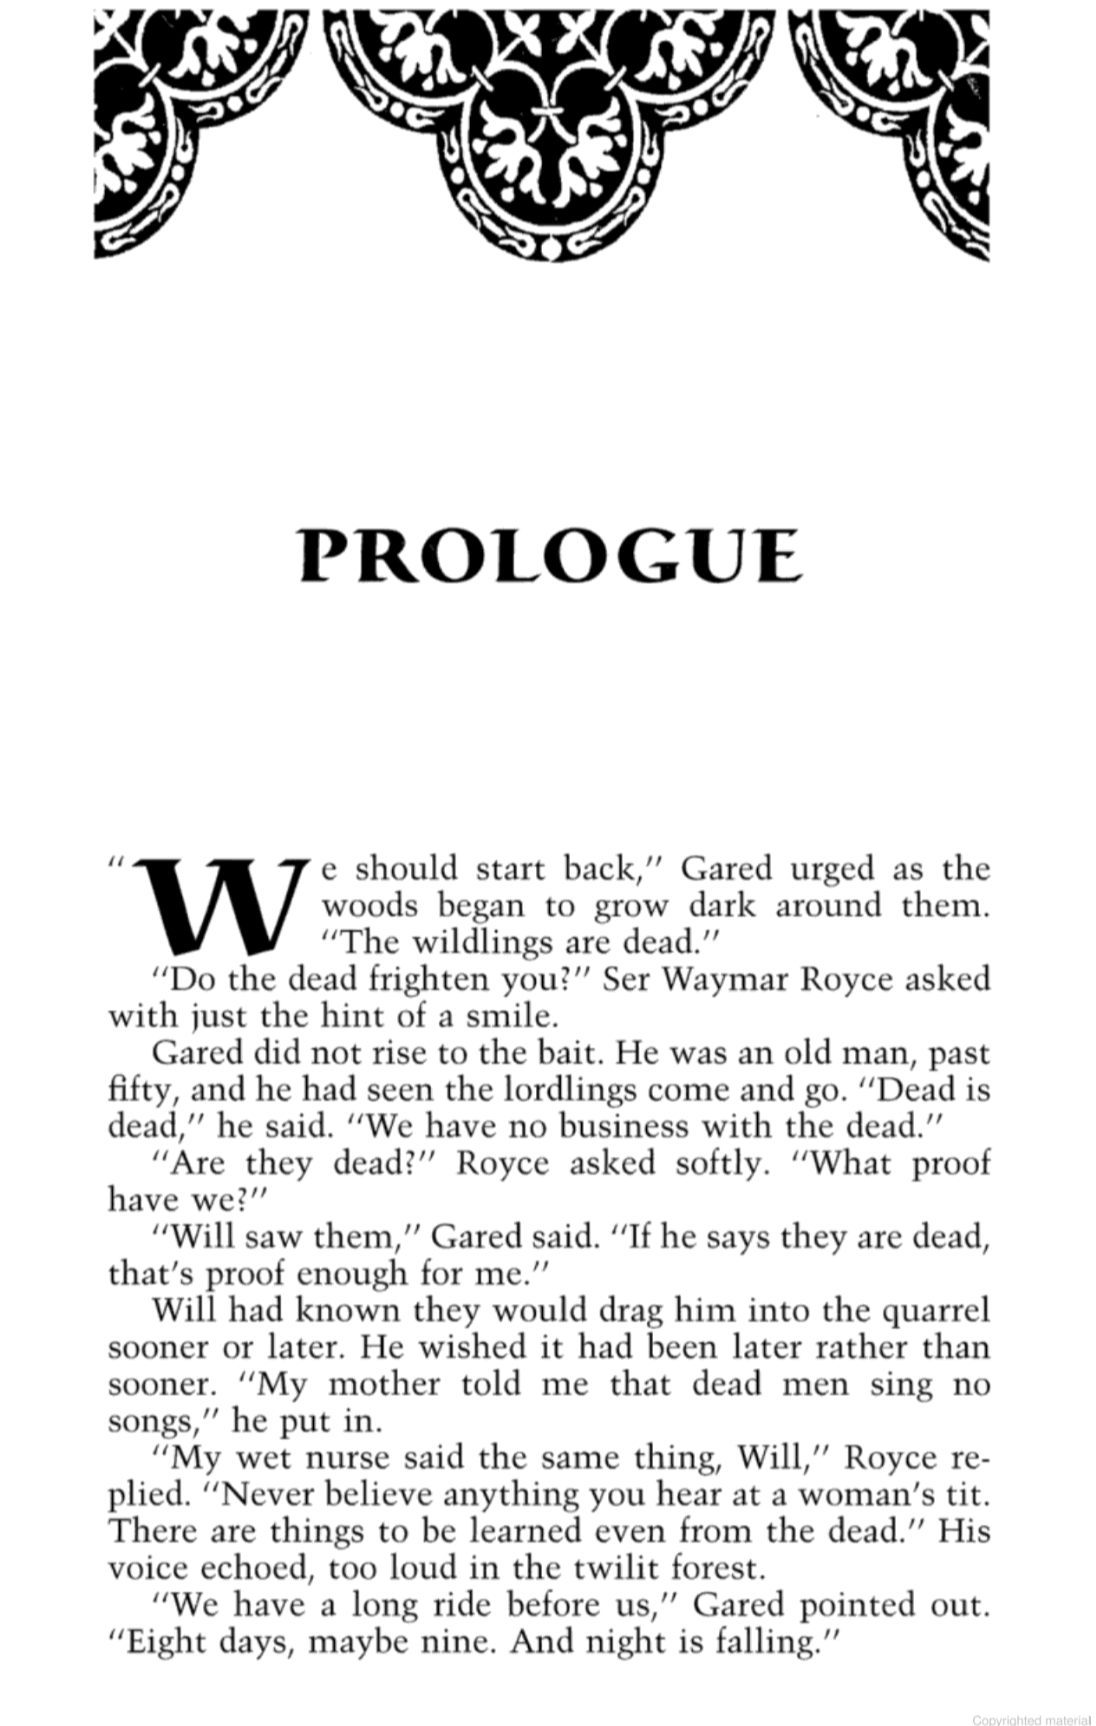 PROLOGUE
“We should start back,” Gared urged as the
woods began to grow dark around them.
“The wildlings are dead.”
“Do the dead frighten you?” Ser Waymar Royce asked
with just the hint of a smile.
Gared did not rise to the bait. He was an old man, past
fifty, and he had seen the lordlings come and go. “Dead is
dead,” he said. “We have no business with the dead.”
“Are they dead?” Royce asked softly. “What proof
have we?”
“Will saw them,” Gared said. “If he says they are dead,
that’s proof enough for me.”
Will had known they would drag him into the quarrel
sooner or later. He wished it had been later rather than
sooner. “My mother told me that dead men sing no
songs,” he put in.
“My wet nurse said the same thing, Will,” Royce re-
plied. “Never believe anything you hear at a woman’s tit.
There are things to be learned even from the dead.” His
voice echoed, too loud in the twilit forest.
“We have a long ride before us,” Gared pointed out.
“Eight days, maybe nine. And night is falling.”
Copyrighted material